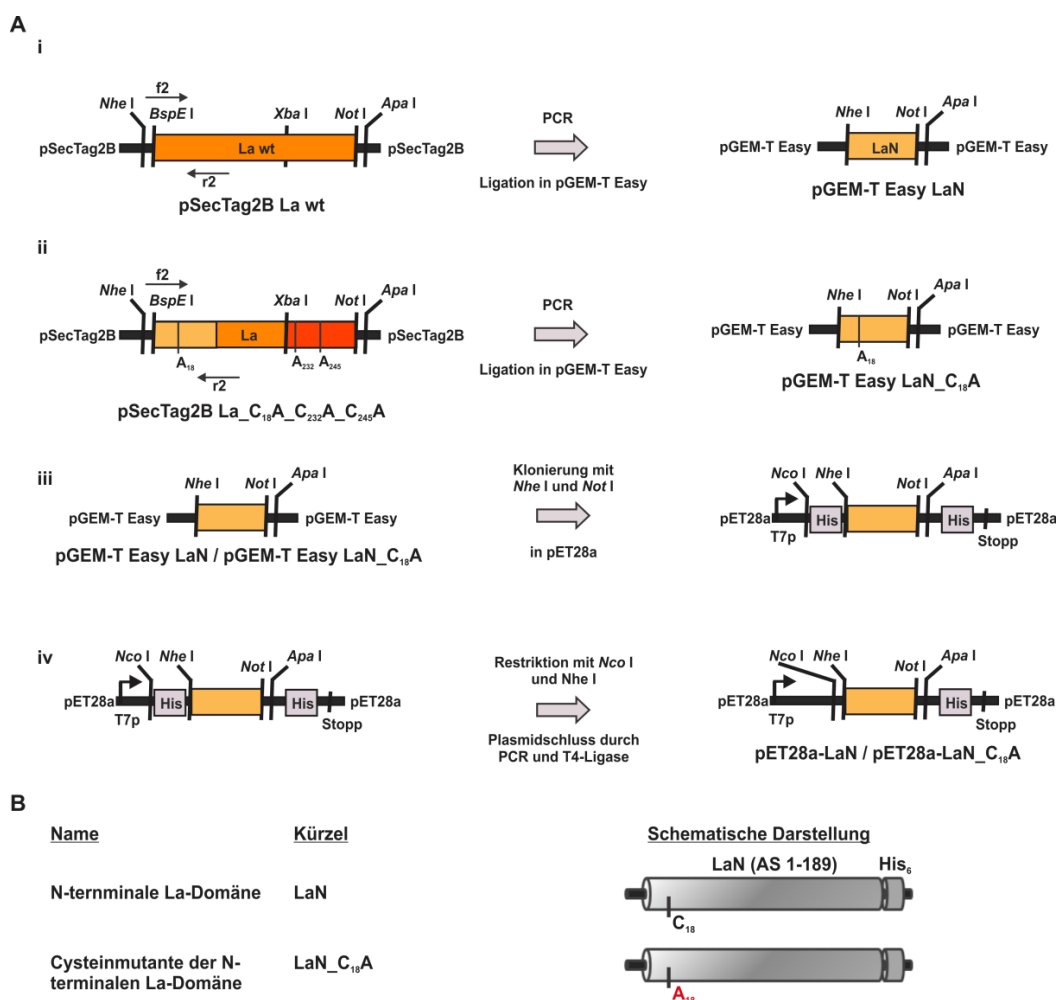 A
i
f2
Nhe I
BspE I
Xba I
Not I
Apa I
pSecTag2B
La wt
pSecTag2B
r2
pSecTag2B La wt
PCR
Ligation in pGEM-T Easy
Nhe I
Not I
Apa I
pGEM-T Easy
LaN
pGEM-T Easy
pGEM-T Easy LaN
ii
f2
Nhe I
BspE I
Xba I
Not I
Apa I
pSecTag2B
La
pSecTag2B
A18
A232
A245
r2
pSecTag2B La_C18A_C232A_C245A
PCR
Ligation in pGEM-T Easy
Nhe I
Not I
Apa I
pGEM-T Easy
pGEM-T Easy
A18
pGEM-T Easy LaN_C18A
iii
Nhe I
Not I
Apa I
pGEM-T Easy
pGEM-T Easy
pGEM-T Easy LaN / pGEM-T Easy LaN_C18A
Klonierung mit
Nhe I und Not I
in pET28a
Nco I
Nhe I
Not I
Apa I
pET28a
His
His
pET28a
T7p
Stopp
iv
Nco I
Nhe I
Not I
Apa I
pET28a
His
His
pET28a
T7p
Stopp
Restriktion mit Nco I
und Nhe I
Plasmidschluss durch
PCR und T4-Ligase
Nco I
Nhe I
Not I
Apa I
pET28a
His
pET28a
T7p
Stopp
pET28a-LaN / pET28a-LaN_C18A
B
Name
Kürzel
Schematische Darstellung
LaN (AS 1-189)
His6
N-ternminale La-Domäne
LaN
C18
Cysteinmutante der N-
terminalen La-Domäne
LaN_C18A
A18